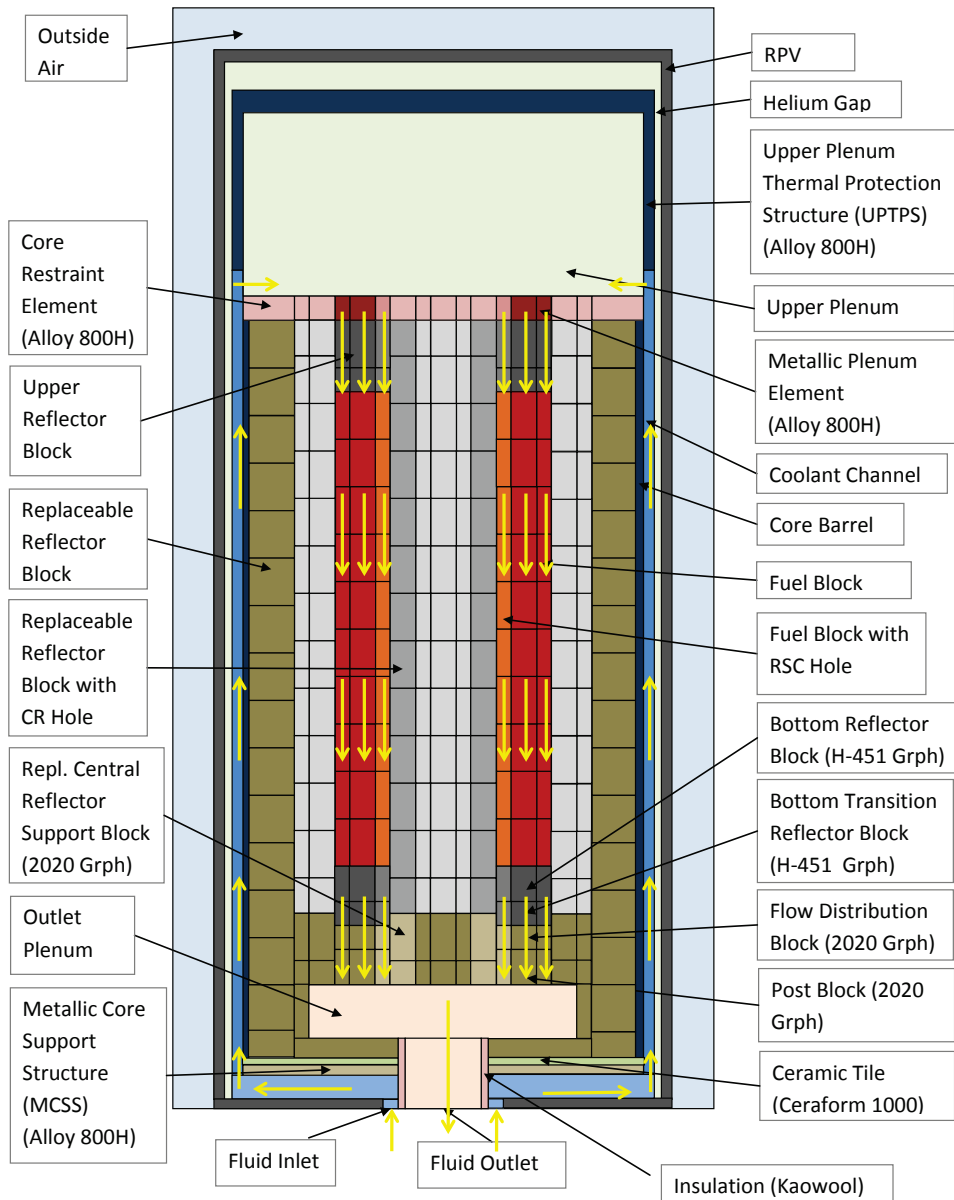 Outside
Air
Core
Restraint
Element
(Alloy 800H)
Upper
Reflector
Block
Replaceable
Reflector
Block
Replaceable
Reflector
Block with
CR Hole
Repl. Central
Reflector
Support Block
(2020 Grph)
Outlet
Plenum
Metallic Core
Support
Structure
(MCSS)
(Alloy 800H)
Fluid Inlet
Fluid Outlet
RPV
Helium Gap
Upper Plenum
Thermal Protection
Structure (UPTPS)
(Alloy 800H)
Upper Plenum
Metallic Plenum
Element
(Alloy 800H)
Coolant Channel
Core Barrel
Fuel Block
Fuel Block with
RSC Hole
Bottom Reflector
Block (H-451 Grph)
Bottom Transition
Reflector Block
(H-451 Grph)
Flow Distribution
Block (2020 Grph)
Post Block (2020
Grph)
Ceramic Tile
(Ceraform 1000)
Insulation (Kaowool)